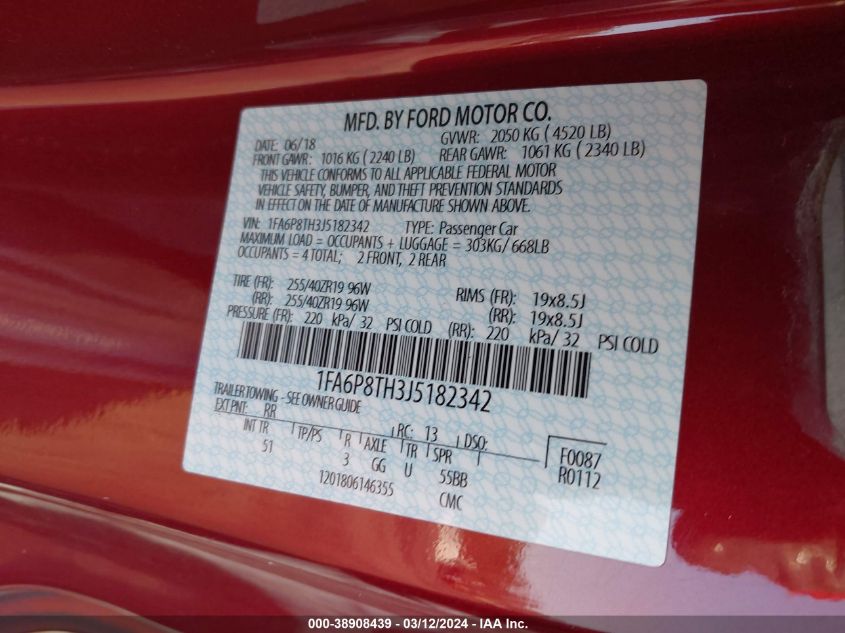 MFD. BY FORD MOTOR CO.
DATE: 06/18 GVWR: 2050 KG ( 4520 LB)
FRONT GAWR: 1016 KG ( 2240 LB) REAR GAWR: 1061 KG ( 2340 LB)
THIS VEHICLE CONFORMS TO ALL APPLICABLE FEDERAL MOTOR
VEHICLE SAFETY, BUMPER, AND THEFT PREVENTION STANDARDS
IN EFFECT ON THE DATE OF MANUFACTURE SHOWN ABOVE.
VIN: 1FA6P8TH3J5182342 TYPE: Passenger Car
MAXIMUM LOAD = OCCUPANTS + LUGGAGE = 303KG/ 668LB
OCCUPANTS = 4 TOTAL; 2 FRONT, 2 REAR
TIRE (FR): 255/40ZR19 96W RIMS (FR): 19x8.5J
(RR): 255/40ZR19 96W (RR): 19x8.5J
PRESSURE (FR): 220 kPa/ 32 PSI COLD (RR): 220 kPa/ 32 PSI COLD
1FA6P8TH3J5182342
TRAILER TOWING - SEE OWNER GUIDE
EXT PNT: RR RC: 13 DSO:
INT TR TP/PS R AXLE TR SPR F0087
51 3 GG U 55BB R0112
1201806146355 CMC
000-38908439 - 03/12/2024 - IAA Inc.